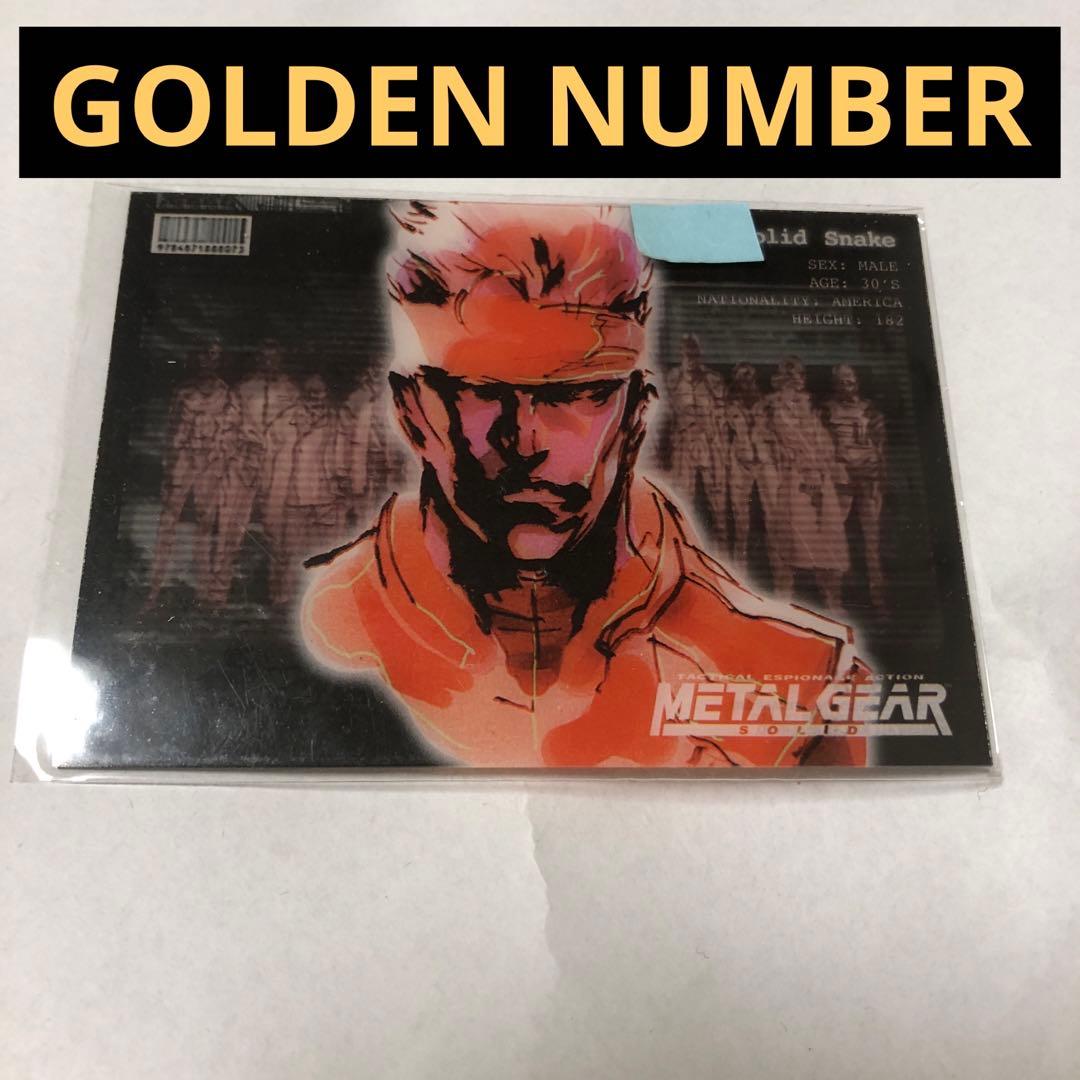 GOLDEN NUMBER
olid Snake
SEX: MALE
AGE: 30'S
NATIONALITY: AMERICA
HEIGHT: 182
TACTICAL ESPIONAGE ACTION
METAL GEAR
SOLID